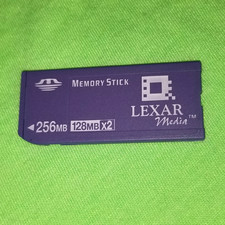 MEMORY STICK
LEXAR TM
Media
◄256MB 128MB X2